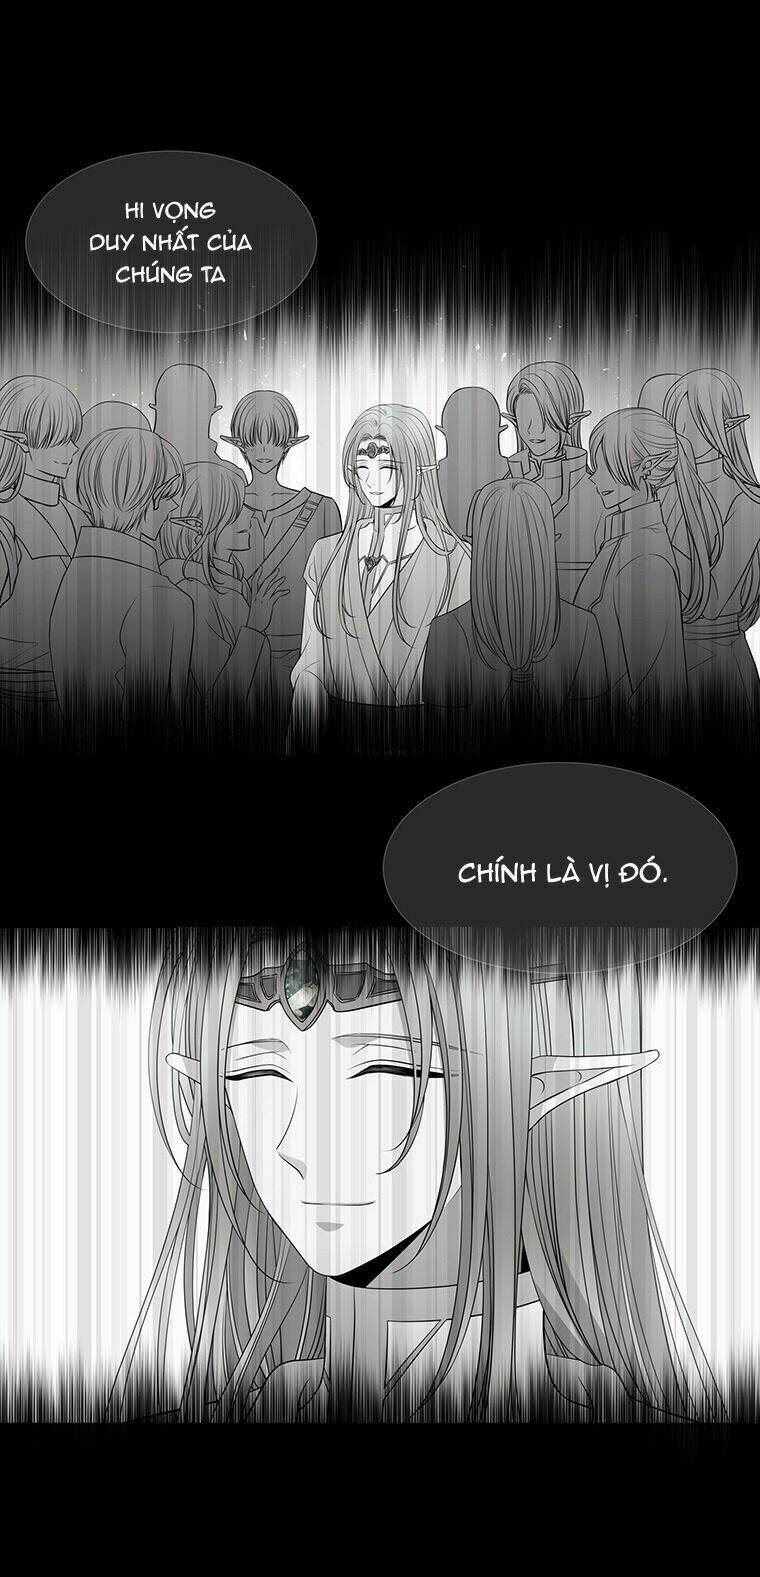 HI VỌNG
DUY NHẤT CỦA
CHÚNG TA
CHÍNH LÀ VỊ ĐÓ.